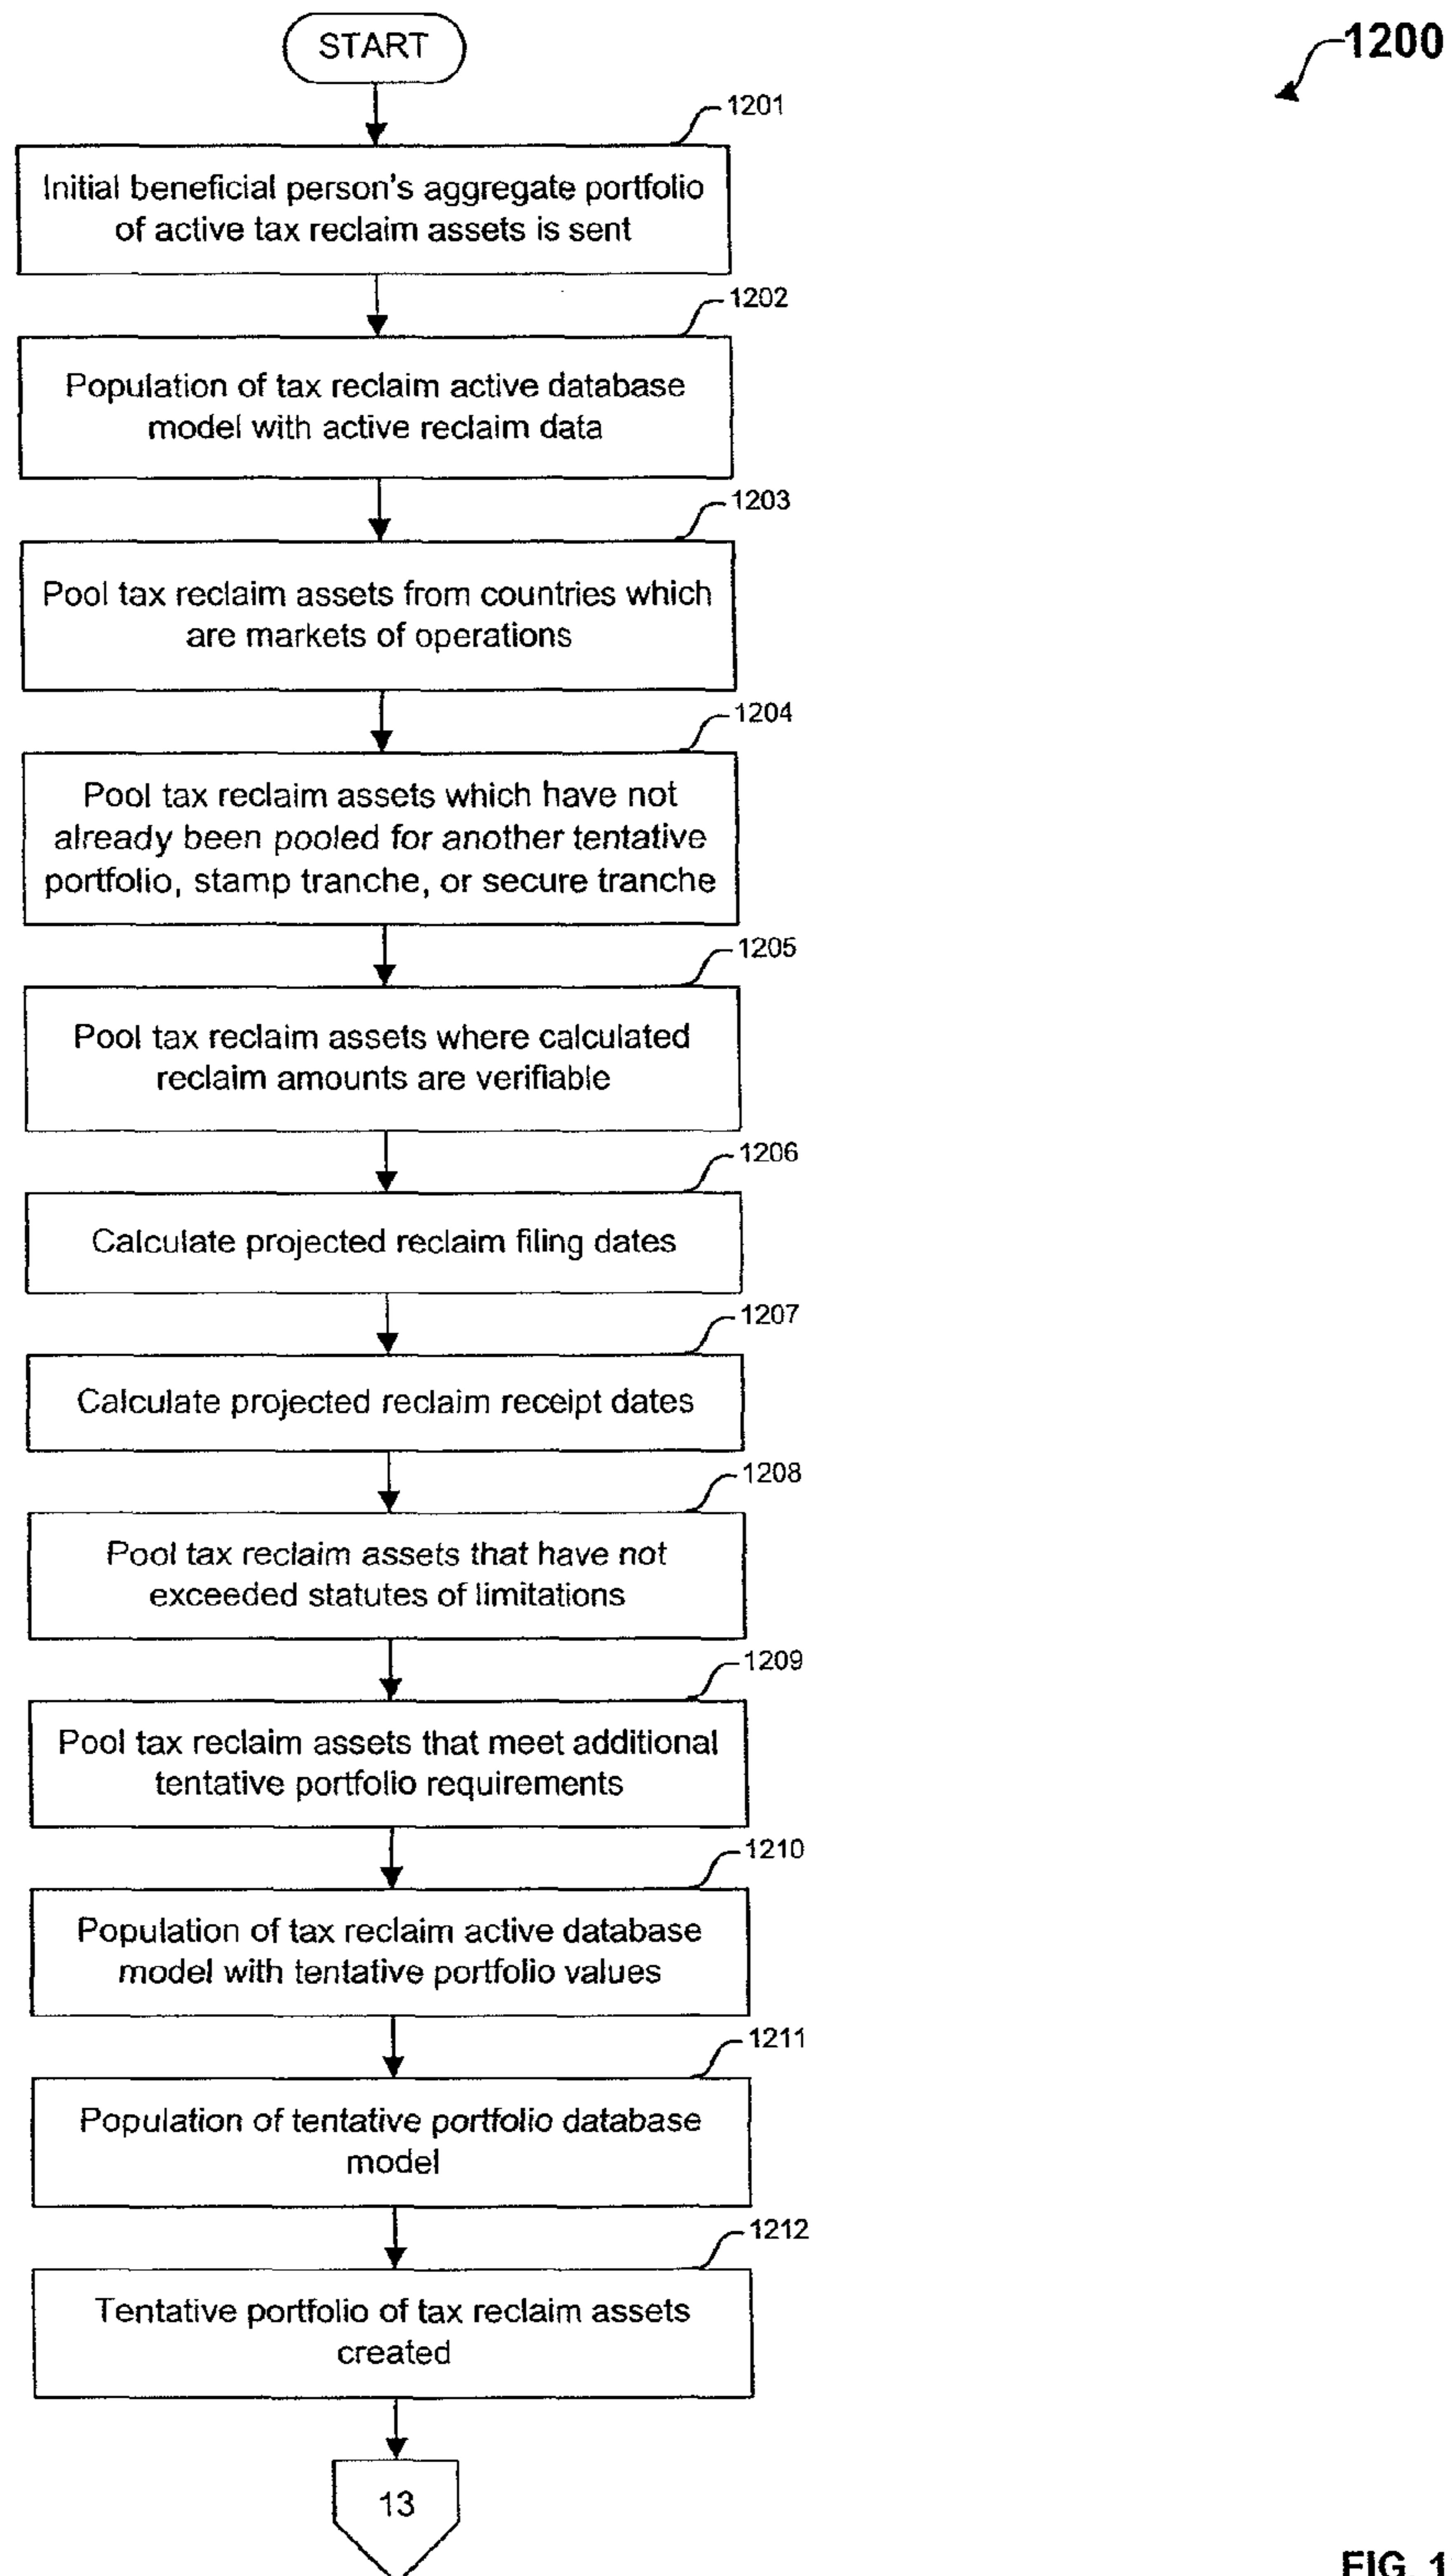 START
1200
1201
Initial beneficial person's aggregate portfolio
of active tax reclaim assets is sent
1202
Population of tax reclaim active database
model with active reclaim data
1203
Pool tax reclaim assets from countries which
are markets of operations
1204
Pool tax reclaim assets which have not
already been pooled for another tentative
portfolio, stamp tranche, or secure tranche
1205
Pool tax reclaim assets where calculated
reclaim amounts are verifiable
1206
Calculate projected reclaim filing dates
1207
Calculate projected reclaim receipt dates
1208
Pool tax reclaim assets that have not
exceeded statutes of limitations
1209
Pool tax reclaim assets that meet additional
tentative portfolio requirements
1210
Population of tax reclaim active database
model with tentative portfolio values
1211
Population of tentative portfolio database
model
1212
Tentative portfolio of tax reclaim assets
created
13
FIG. 1